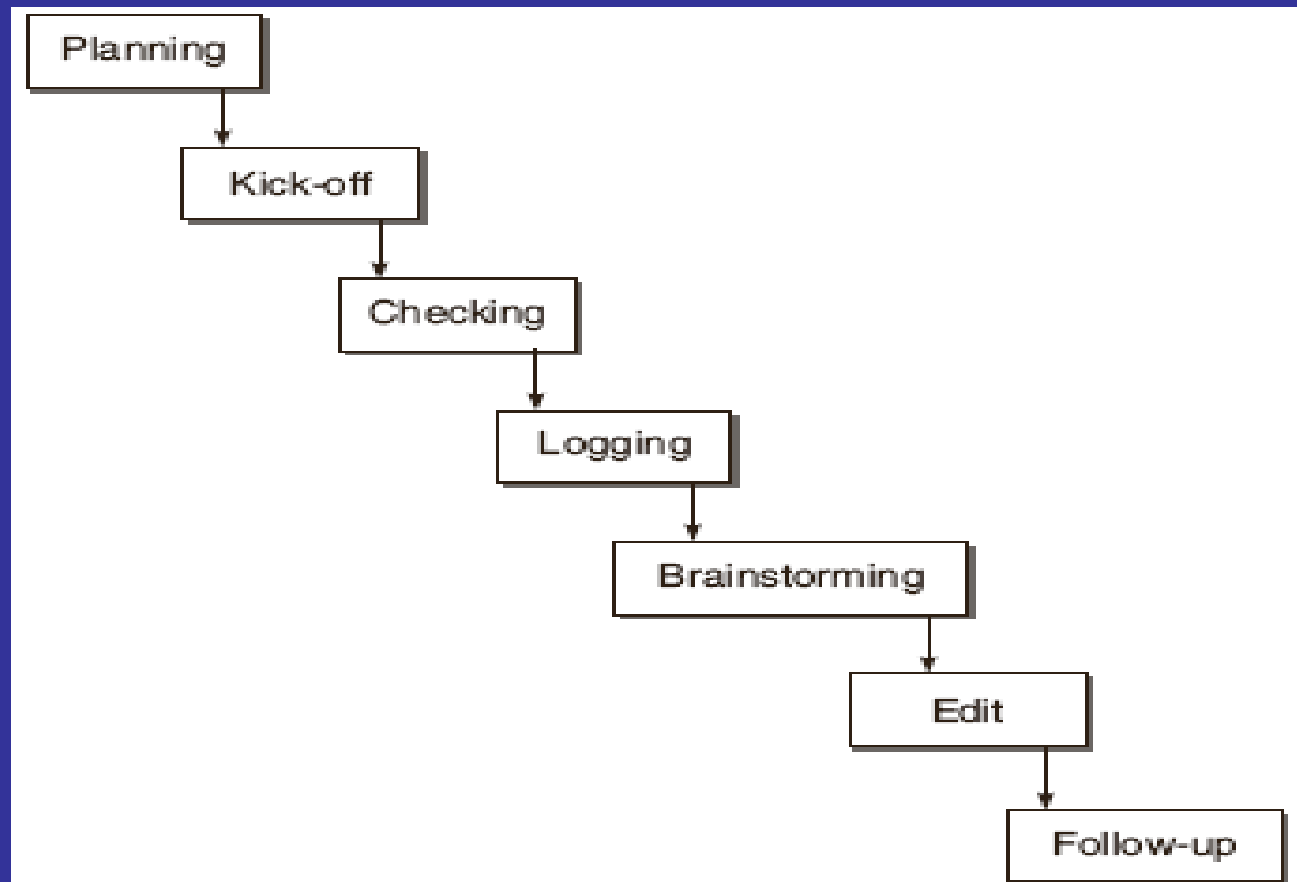 Planning
Kick-off
Checking
Logging
Brainstorming
Edit
Follow-up